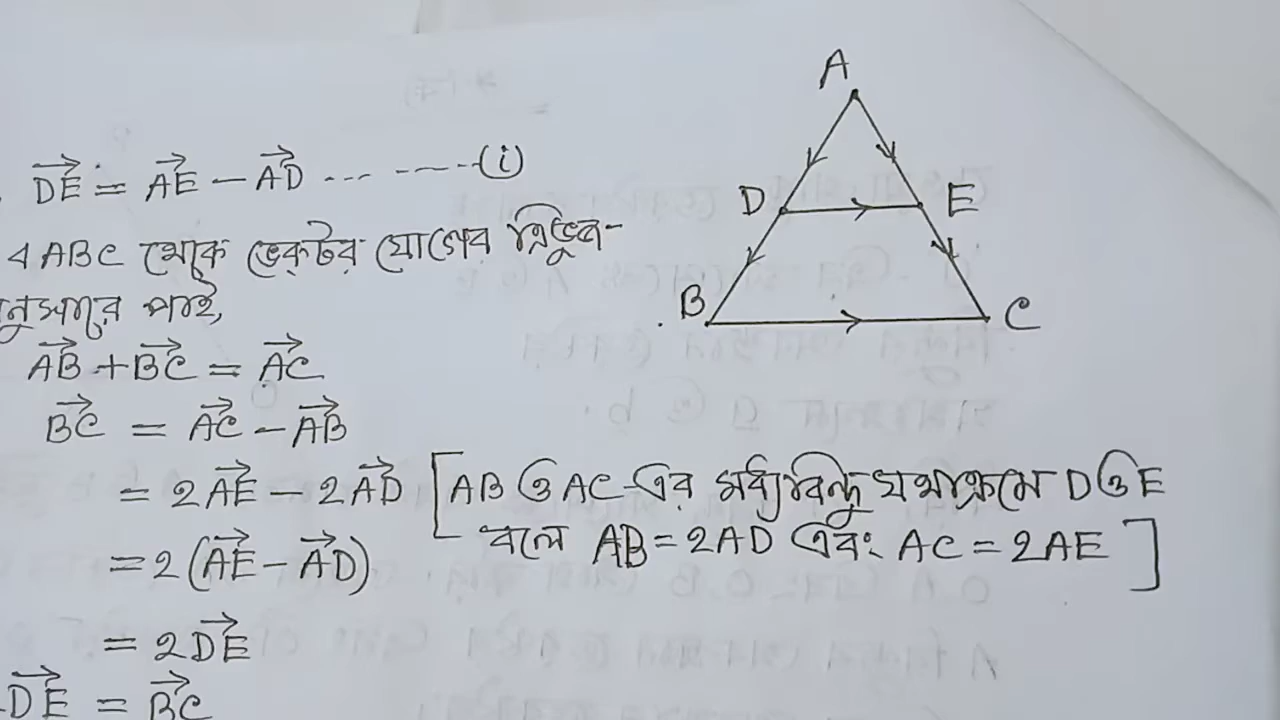 A
DE→ = AE→ − AD→ ... ... (i)
D E
ABC থেকে ভেক্টর যোগের ত্রিভুজ-
B C
নুসারে পাই,
AB→ + BC→ = AC→
BC→ = AC→ − AB→
= 2AE→ − 2AD→ [AB ও AC এর মধ্যবিন্দু যথাক্রমে D ও E
বলে AB = 2AD এবং AC = 2AE]
= 2(AE→ − AD→)
= 2DE→
DE→ = BC→